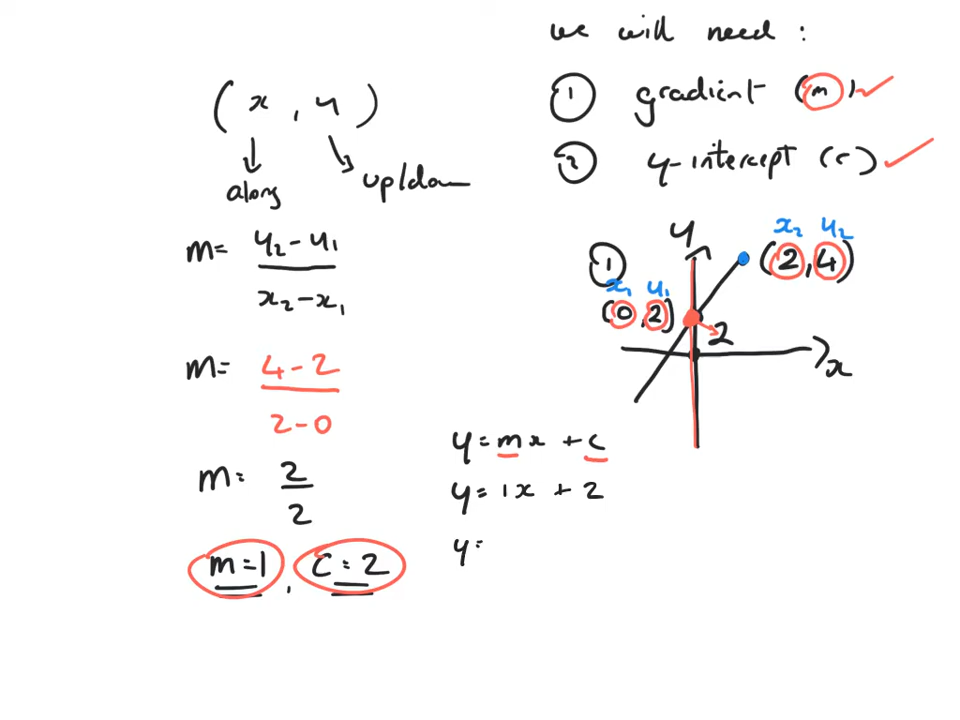 we will need :
① gradient (m) ✓
② y-intercept (c) ✓
(x , y)
along
up/down
m= y₂-y₁ / x₂-x₁
m= 4-2 / 2-0
m= 2 / 2
m=1 , c=2
①
y
x₂ y₂
(2,4)
x₁ y₁
(0,2)
2
x
y=mx +c
y= 1x + 2
y=